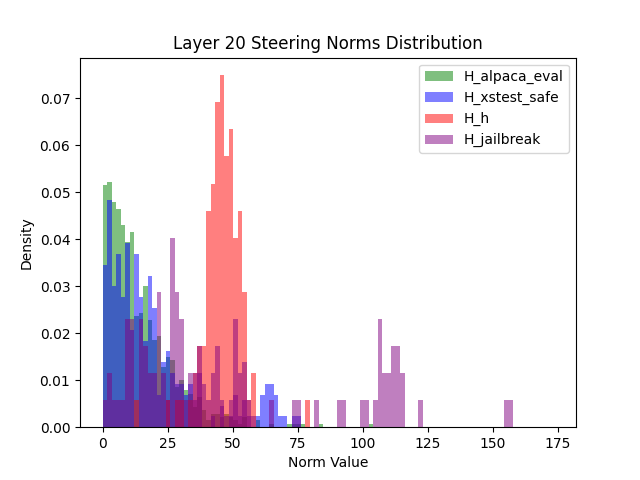 Layer 20 Steering Norms Distribution
H_alpaca_eval
H_xstest_safe
H_h
H_jailbreak
0.07
0.06
0.05
0.04
0.03
0.02
0.01
0.00
Density
0 25 50 75 100 125 150 175
Norm Value